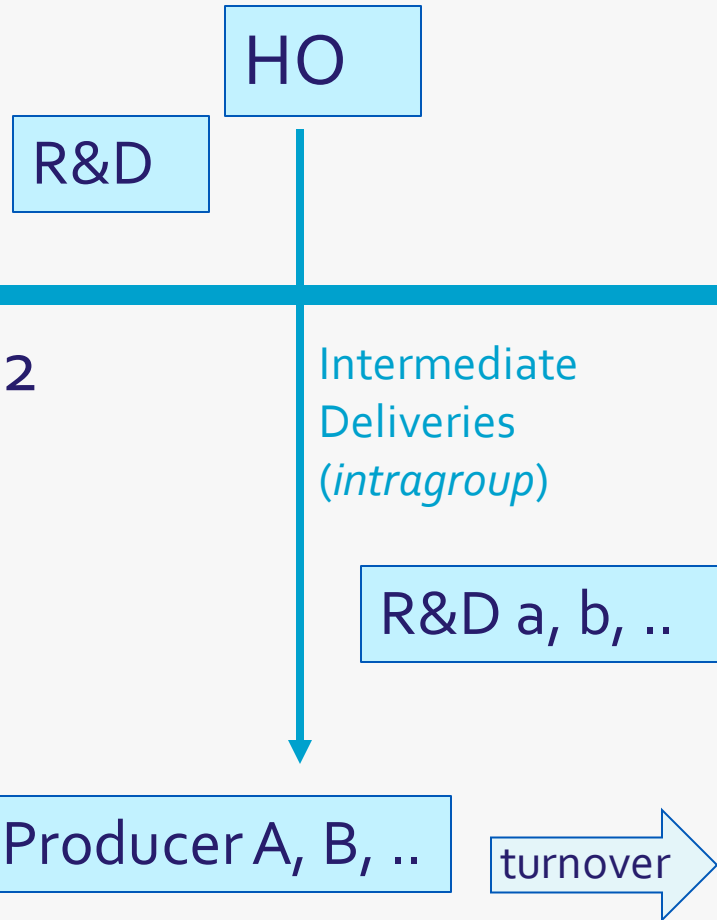 HO
R&D
2
Intermediate
Deliveries
(intragroup)
R&D a, b, ..
Producer A, B, ..
turnover